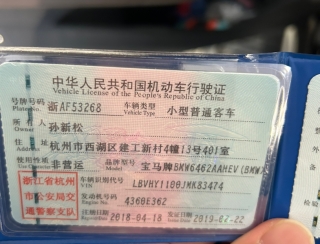 中华人民共和国机动车行驶证
Vehicle License of the People's Republic of China
号牌号码 浙AF53268 车辆类型 小型普通客车
Plate No. Vehicle Type
所有人 孙新松
Owner
住址 杭州市西湖区建工新村4幢13号401室
Address
使用性质 非营运 品牌型号 宝马牌BMW6462AAHEV(BMWX
浙江省杭州 车辆识别代号 LBVHY1100JMK83474
VIN
市公安局交 发动机号码 4360E362
通警察支队 注册日期 2018-04-18 发证日期 2019-07-22